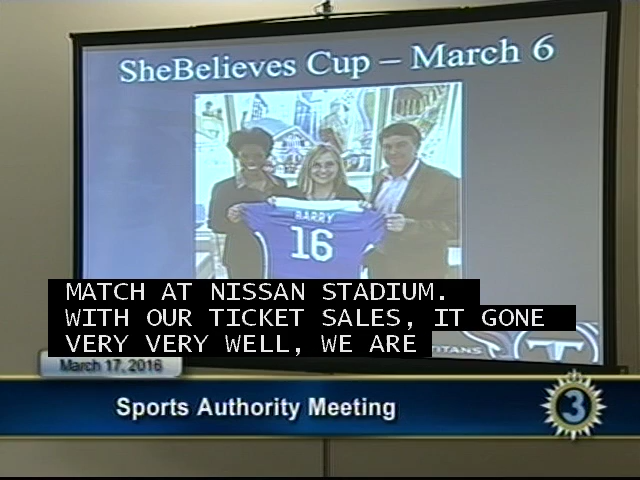 SheBelieves Cup – March 6
BARRY
16
MATCH AT NISSAN STADIUM.
WITH OUR TICKET SALES, IT GONE
VERY VERY WELL, WE ARE
TITANS
T
March 17, 2016
Sports Authority Meeting
3